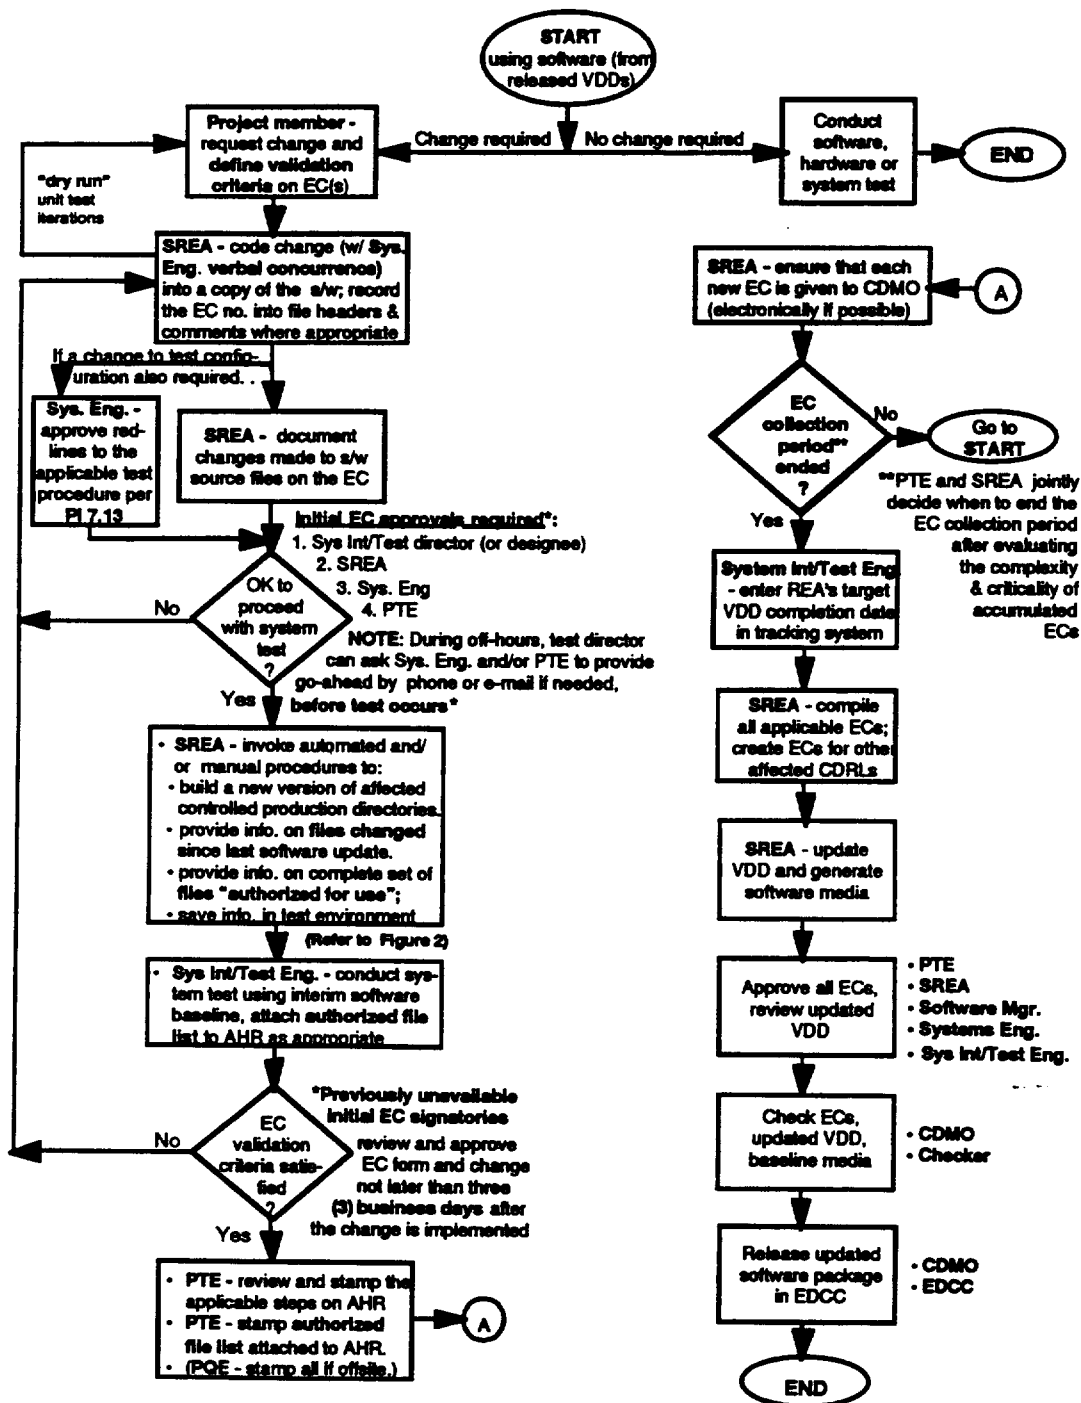 START
using software (from
released VDDs)
Change required
No change required
Project member -
request change and
define validation
criteria on EC(s)
Conduct
software,
hardware or
system test
END
"dry run"
unit test
iterations
SREA - code change (w/ Sys.
Eng. verbal concurrence)
into a copy of the s/w; record
the EC no. into file headers &
comments where appropriate
If a change to test config-
uration also required. .
Sys. Eng. -
approve red-
lines to the
applicable test
procedure per
PI 7.13
SREA - document
changes made to s/w
source files on the EC
Initial EC approvals required*:
1. Sys Int/Test director (or designee)
2. SREA
3. Sys. Eng
4. PTE
OK to
proceed
with system
test
?
No
Yes
NOTE: During off-hours, test director
can ask Sys. Eng. and/or PTE to provide
go-ahead by phone or e-mail if needed,
before test occurs*
• SREA - invoke automated and/
or manual procedures to:
• build a new version of affected
controlled production directories.
• provide info. on files changed
since last software update.
• provide info. on complete set of
files "authorized for use";
• save info. in test environment
(Refer to Figure 2)
• Sys Int/Test Eng. - conduct sys-
tem test using interim software
baseline, attach authorized file
list to AHR as appropriate
EC
validation
criteria satis-
fied
?
No
Yes
*Previously unavailable
initial EC signatories
review and approve
EC form and change
not later than three
(3) business days after
the change is implemented
• PTE - review and stamp the
applicable steps on AHR
• PTE - stamp authorized
file list attached to AHR.
• (PQE - stamp all if offsite.)
A
SREA - ensure that each
new EC is given to CDMO
(electronically if possible)
A
EC
collection
period**
ended
?
No
Yes
Go to
START
**PTE and SREA jointly
decide when to end the
EC collection period
after evaluating
the complexity
& criticality of
accumulated
ECs
System Int/Test Eng.
- enter REA's target
VDD completion date
in tracking system
SREA - compile
all applicable ECs;
create ECs for other
affected CDRLs
SREA - update
VDD and generate
software media
Approve all ECs,
review updated
VDD
• PTE
• SREA
• Software Mgr.
• Systems Eng.
• Sys Int/Test Eng.
Check ECs,
updated VDD,
baseline media
• CDMO
• Checker
Release updated
software package
in EDCC
• CDMO
• EDCC
END